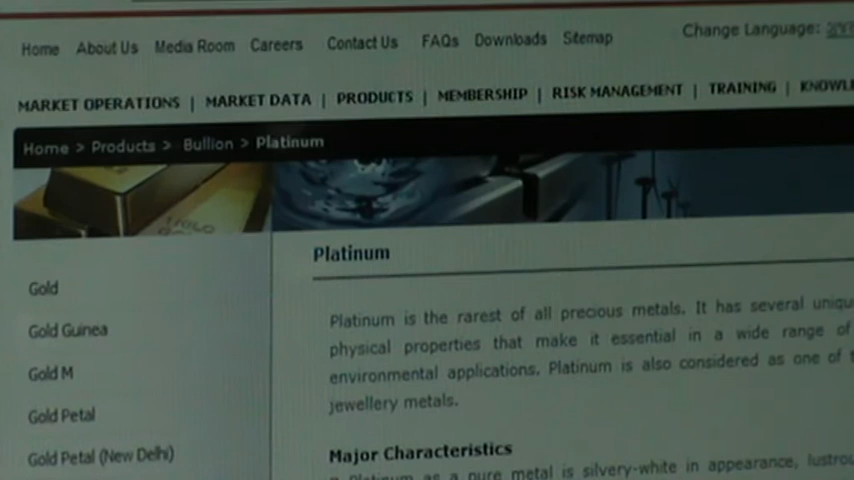 Home About Us Media Room Careers Contact Us FAQs Downloads Sitemap Change Language:
MARKET OPERATIONS | MARKET DATA | PRODUCTS | MEMBERSHIP | RISK MANAGEMENT | TRAINING |
Home > Products > Bullion > Platinum
Platinum
Gold
Gold Guinea
Gold M
Gold Petal
Gold Petal (New Delhi)
Platinum is the rarest of all precious metals. It has several
physical properties that make it essential in a wide range of
environmental applications. Platinum is also considered as one of
jewellery metals.
Major Characteristics
Platinum as a pure metal is silvery-white in appearance,